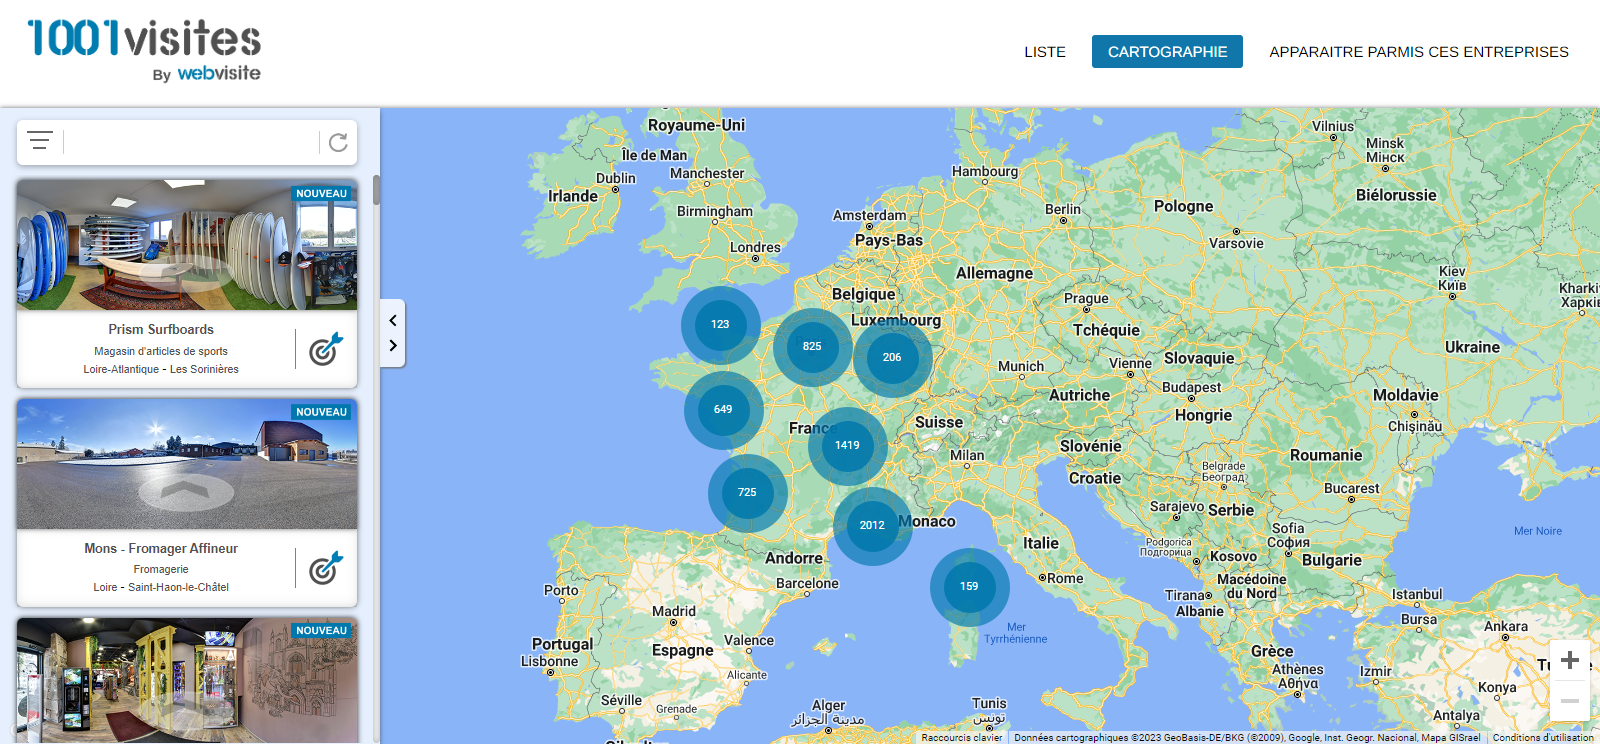 1001visites
By webvisite
LISTE
CARTOGRAPHIE
APPARAITRE PARMIS CES ENTREPRISES
NOUVEAU
Prism Surfboards
Magasin d'articles de sports
Loire-Atlantique - Les Sorinières
NOUVEAU
Mons - Fromager Affineur
Fromagerie
Loire - Saint-Haon-le-Châtel
NOUVEAU
Royaume-Uni
Île de Man
Dublin
Manchester
Irlande
Birmingham
Londres
Hambourg
Amsterdam
Pays-Bas
Berlin
Pologne
Varsovie
Vilnius
Minsk
Мінск
Biélorussie
Allemagne
Belgique
Luxembourg
Prague
Tchéquie
Kiev
Київ
Kharki
Харків
Ukraine
123
825
206
Munich
Vienne
Slovaquie
Budapest
Autriche
Hongrie
Moldavie
Chișinău
649
France
1419
Suisse
Milan
Slovénie
Croatie
Belgrade
Београд
Roumanie
Bucarest
725
2012
Monaco
Sarajevo
Serbie
Sofia
София
Mer Noire
Andorre
Italie
Podgorica
Подгорица
Kosovo
Bulgarie
Barcelone
159
Rome
Macédoine
du Nord
Tirana
Albanie
Istanbul
Bursa
Porto
Madrid
Mer
Tyrrhénienne
Ankara
Portugal
Lisbonne
Espagne
Valence
Grèce
Athènes
Αθήνα
Izmir
Alicante
Konya
Séville
Grenade
Alger
مدينة الجزائر
Tunis
تونس
Antalya
Raccourcis clavier
Données cartographiques ©2023 GeoBasis-DE/BKG (©2009), Google, Inst. Geogr. Nacional, Mapa GISrael
Conditions d'utilisation